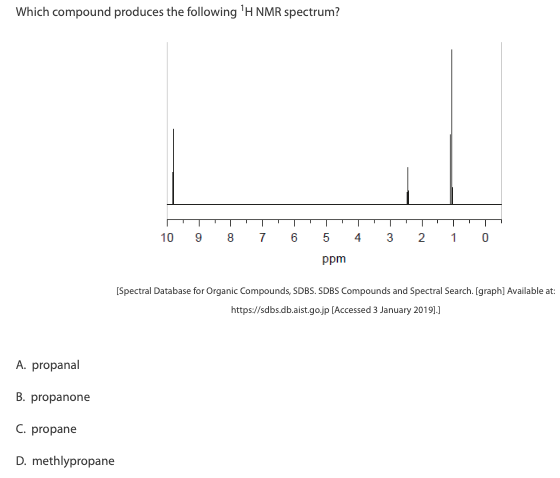 Which compound produces the following ¹H NMR spectrum?
10 9 8 7 6 5 4 3 2 1 0
ppm
[Spectral Database for Organic Compounds, SDBS. SDBS Compounds and Spectral Search. [graph] Available at:
https://sdbs.db.aist.go.jp [Accessed 3 January 2019].]
A. propanal
B. propanone
C. propane
D. methlypropane